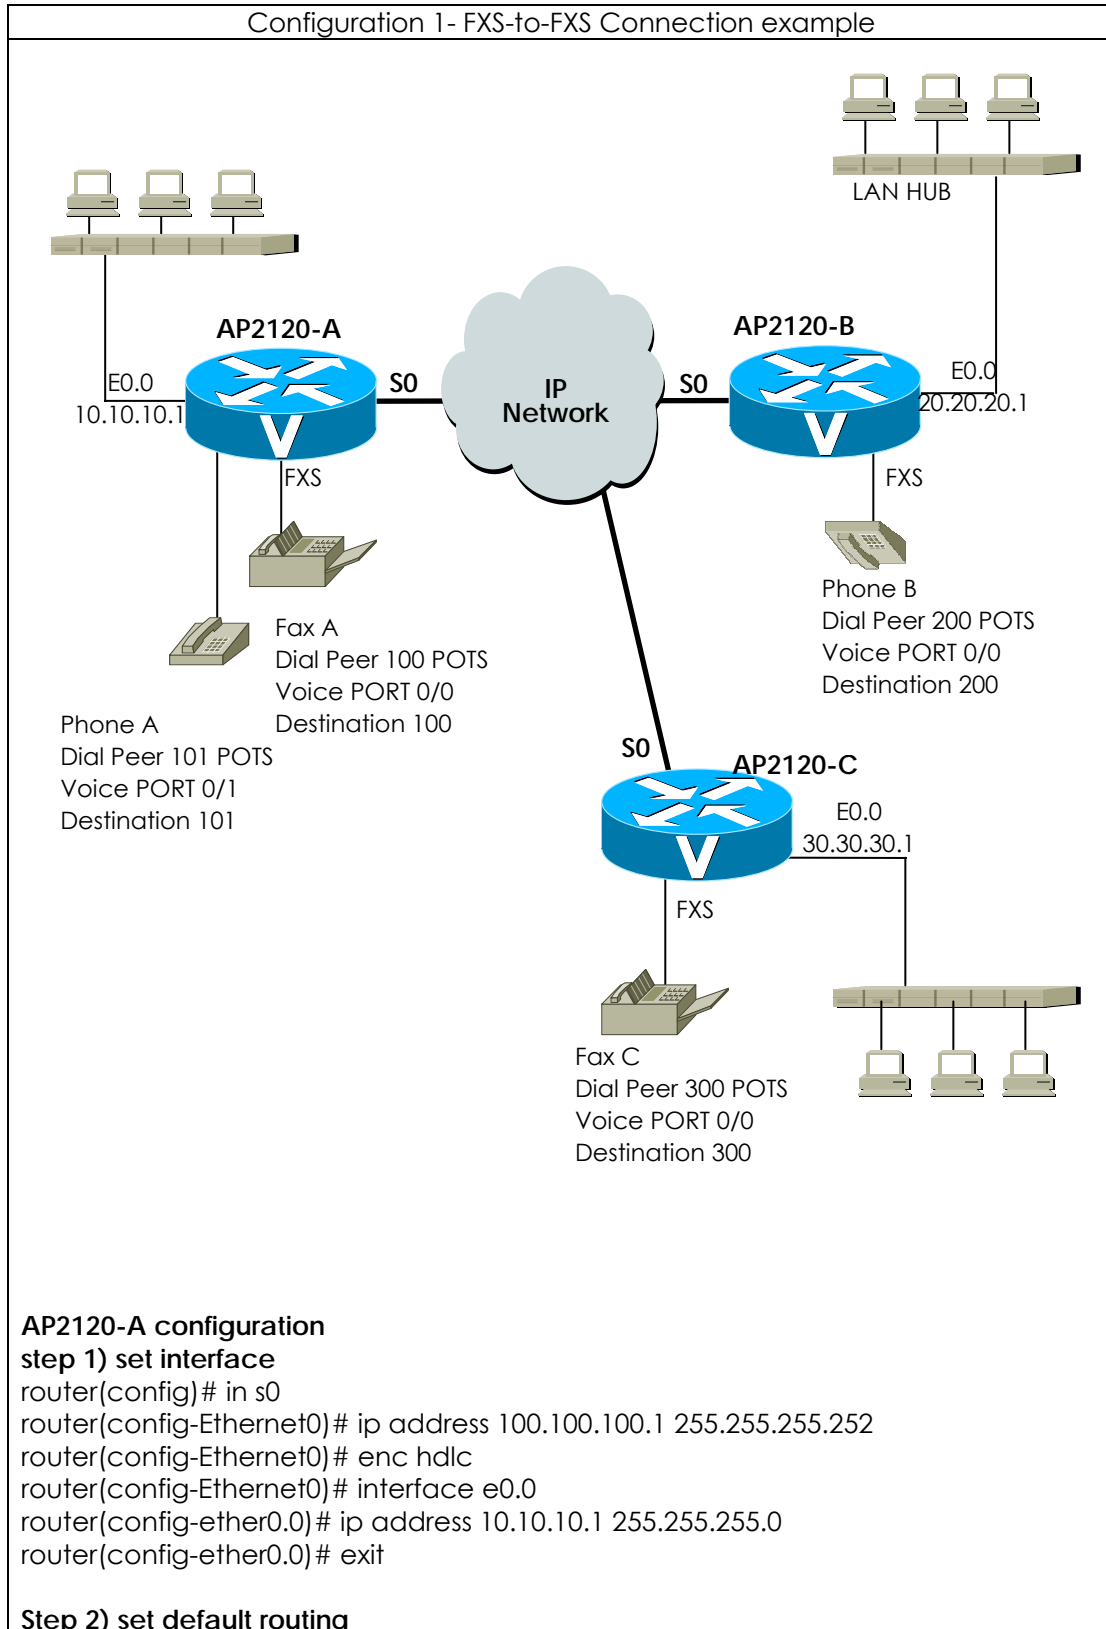 Configuration 1- FXS-to-FXS Connection example
LAN HUB
AP2120-A
AP2120-B
E0.0
10.10.10.1
S0
IP
Network
S0
E0.0
20.20.20.1
V
V
FXS
FXS
Phone B
Dial Peer 200 POTS
Voice PORT 0/0
Destination 200
Fax A
Dial Peer 100 POTS
Voice PORT 0/0
Destination 100
Phone A
Dial Peer 101 POTS
Voice PORT 0/1
Destination 101
S0
AP2120-C
E0.0
30.30.30.1
V
FXS
Fax C
Dial Peer 300 POTS
Voice PORT 0/0
Destination 300
AP2120-A configuration
step 1) set interface
router(config)# in s0
router(config-Ethernet0)# ip address 100.100.100.1 255.255.255.252
router(config-Ethernet0)# enc hdlc
router(config-Ethernet0)# interface e0.0
router(config-ether0.0)# ip address 10.10.10.1 255.255.255.0
router(config-ether0.0)# exit
Step 2) set default routing